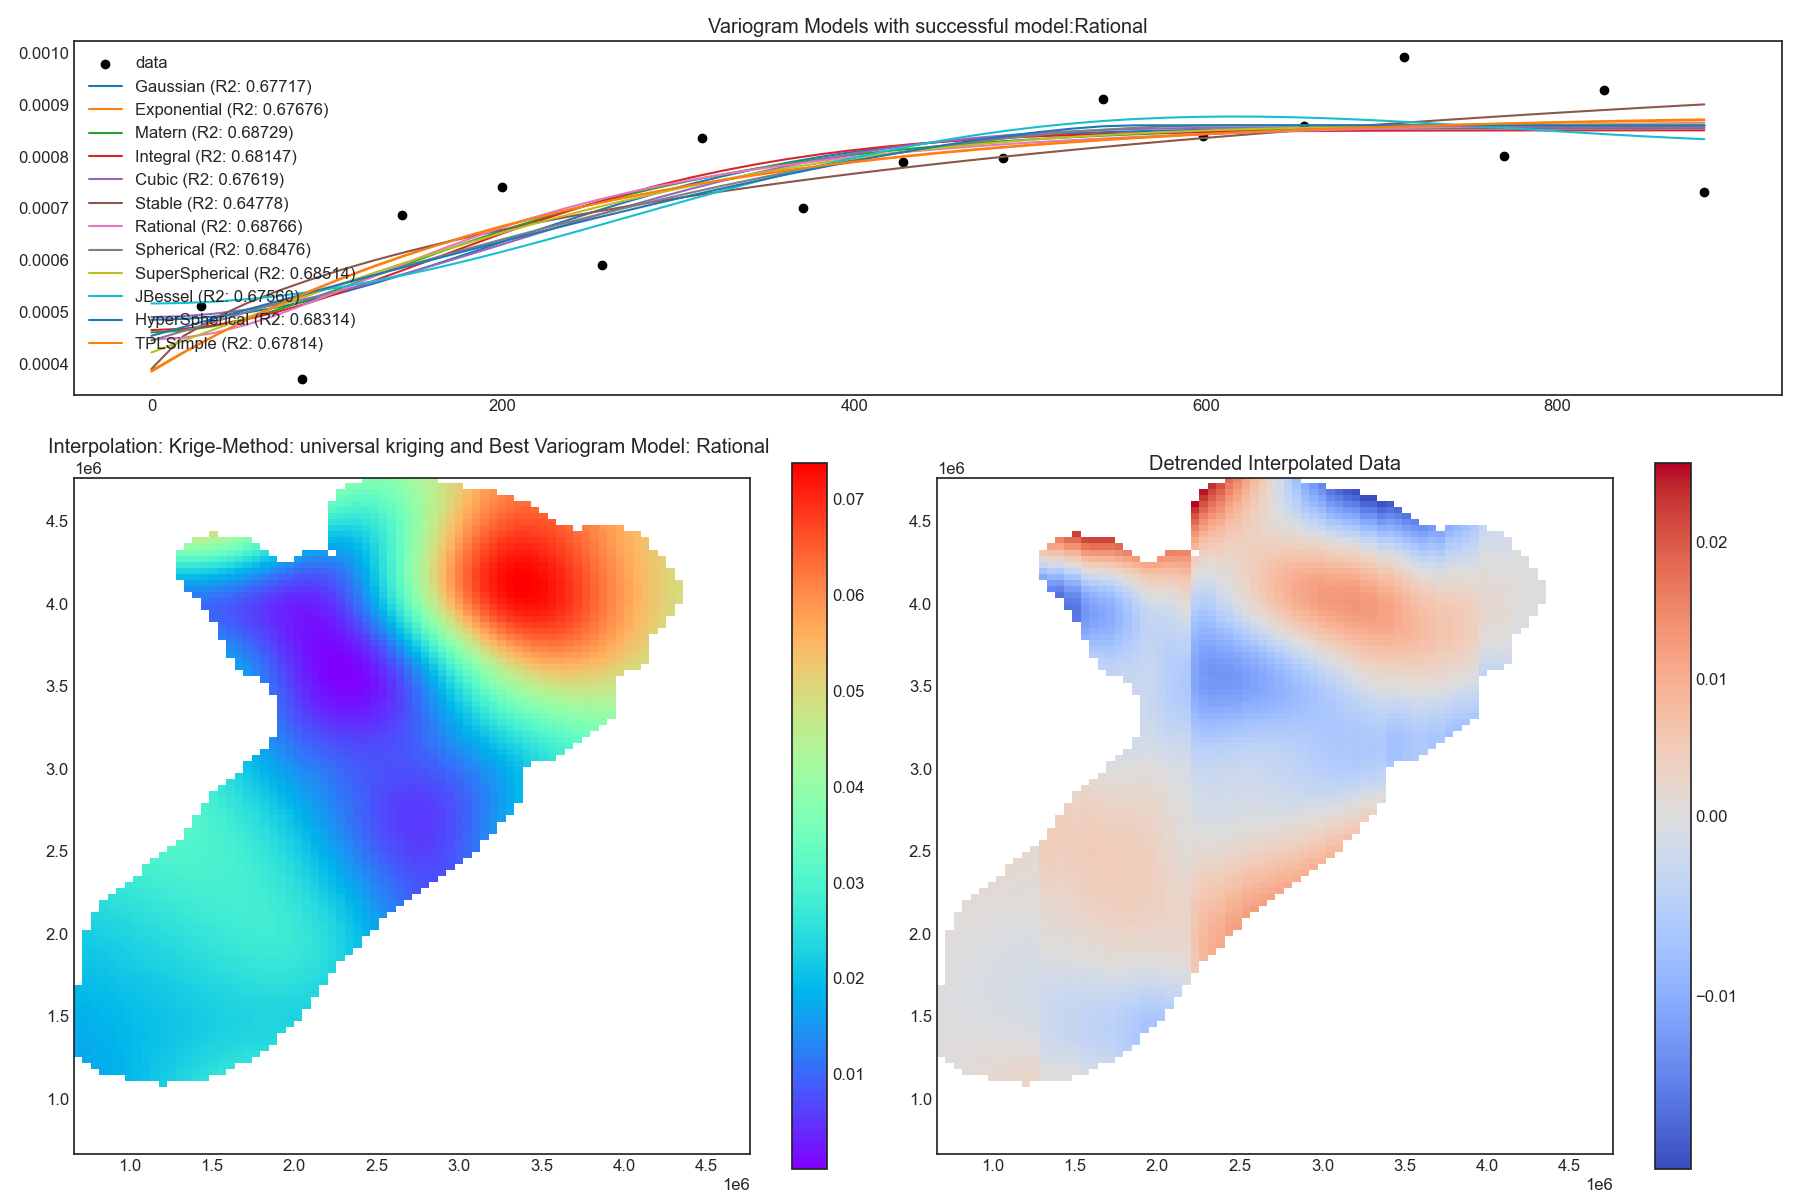 Variogram Models with successful model:Rational
0.0010
0.0009
0.0008
0.0007
0.0006
0.0005
0.0004
data
Gaussian (R2: 0.67717)
Exponential (R2: 0.67676)
Matern (R2: 0.68729)
Integral (R2: 0.68147)
Cubic (R2: 0.67619)
Stable (R2: 0.64778)
Rational (R2: 0.68766)
Spherical (R2: 0.68476)
SuperSpherical (R2: 0.68514)
JBessel (R2: 0.67560)
HyperSpherical (R2: 0.68314)
TPLSimple (R2: 0.67814)
0 200 400 600 800
Interpolation: Krige-Method: universal kriging and Best Variogram Model: Rational
1e6
4.5
4.0
3.5
3.0
2.5
2.0
1.5
1.0
1.0 1.5 2.0 2.5 3.0 3.5 4.0 4.5
1e6
0.07
0.06
0.05
0.04
0.03
0.02
0.01
Detrended Interpolated Data
1e6
4.5
4.0
3.5
3.0
2.5
2.0
1.5
1.0
1.0 1.5 2.0 2.5 3.0 3.5 4.0 4.5
1e6
0.02
0.01
0.00
−0.01